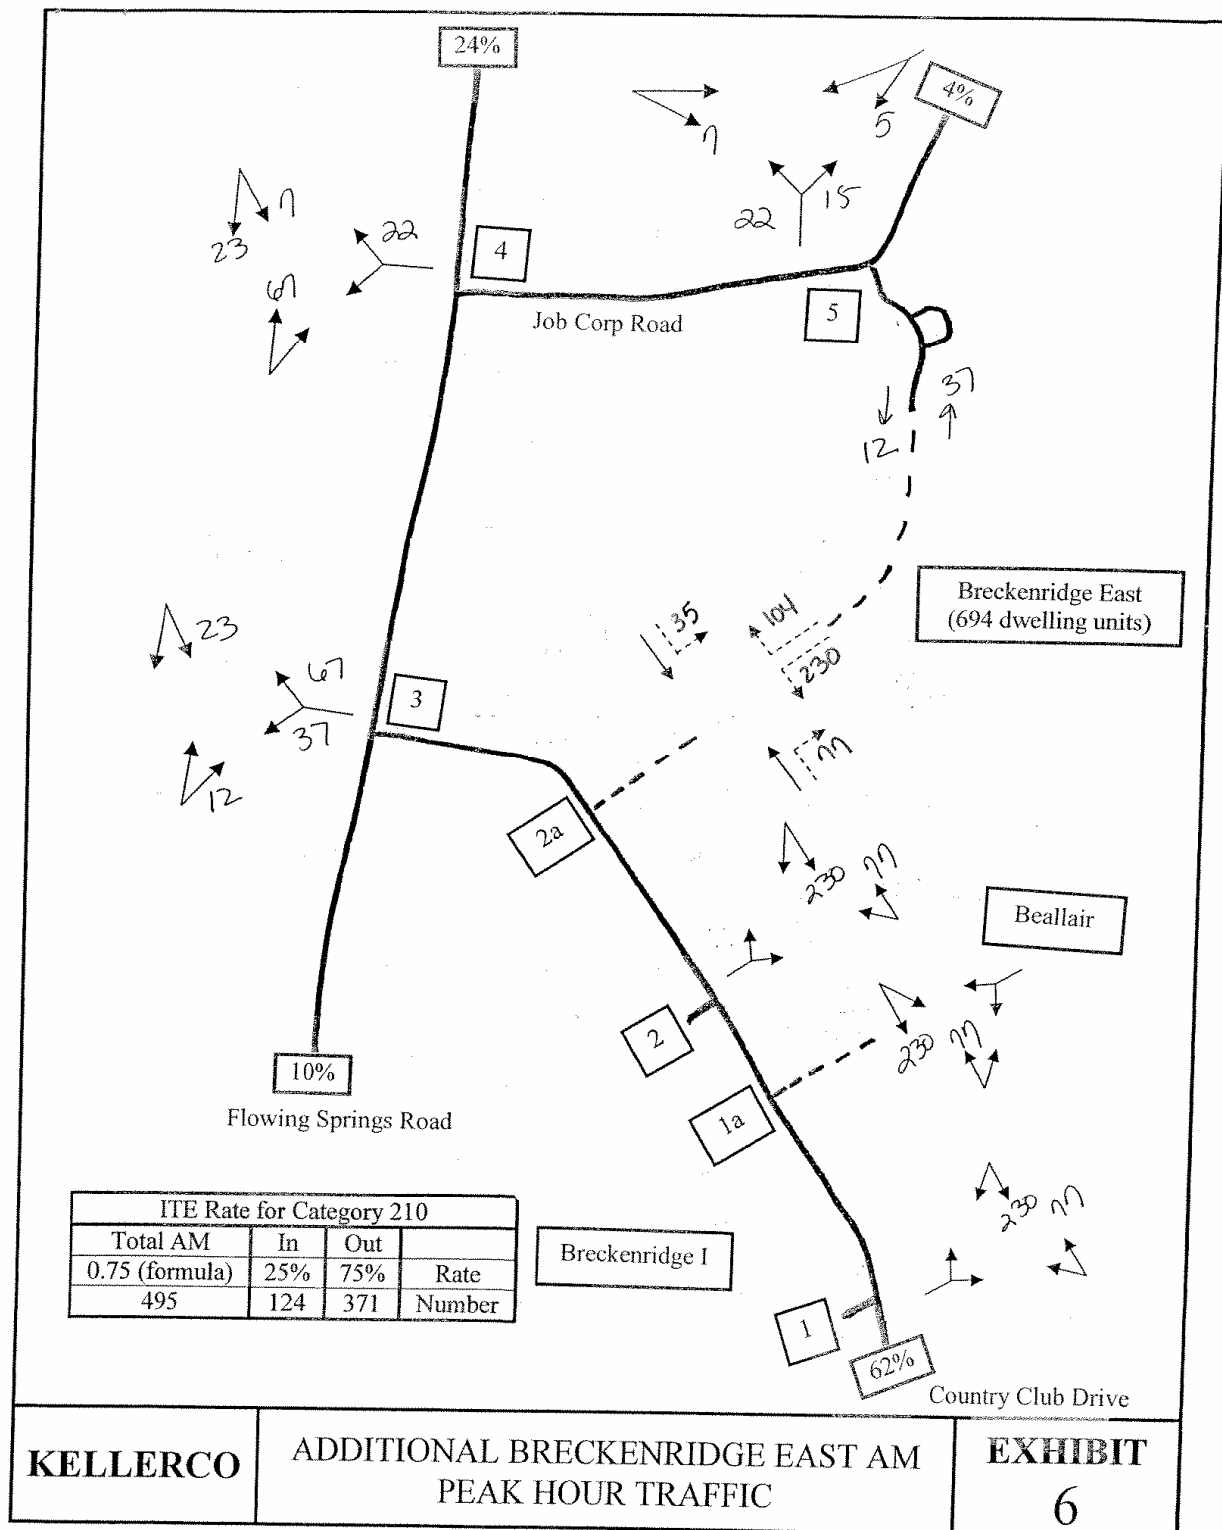 24%
4%
7
5
22
15
7
23
22
67
4
5
Job Corp Road
37
12
Breckenridge East
(694 dwelling units)
35
104
230
23
67
37
12
3
77
2a
230
77
Beallair
2
230
77
1a
10%
Flowing Springs Road
230
77
ITE Rate for Category 210
Total AM In Out
0.75 (formula) 25% 75% Rate
495 124 371 Number
Breckenridge I
1
62%
Country Club Drive
KELLERCO
ADDITIONAL BRECKENRIDGE EAST AM
PEAK HOUR TRAFFIC
EXHIBIT
6